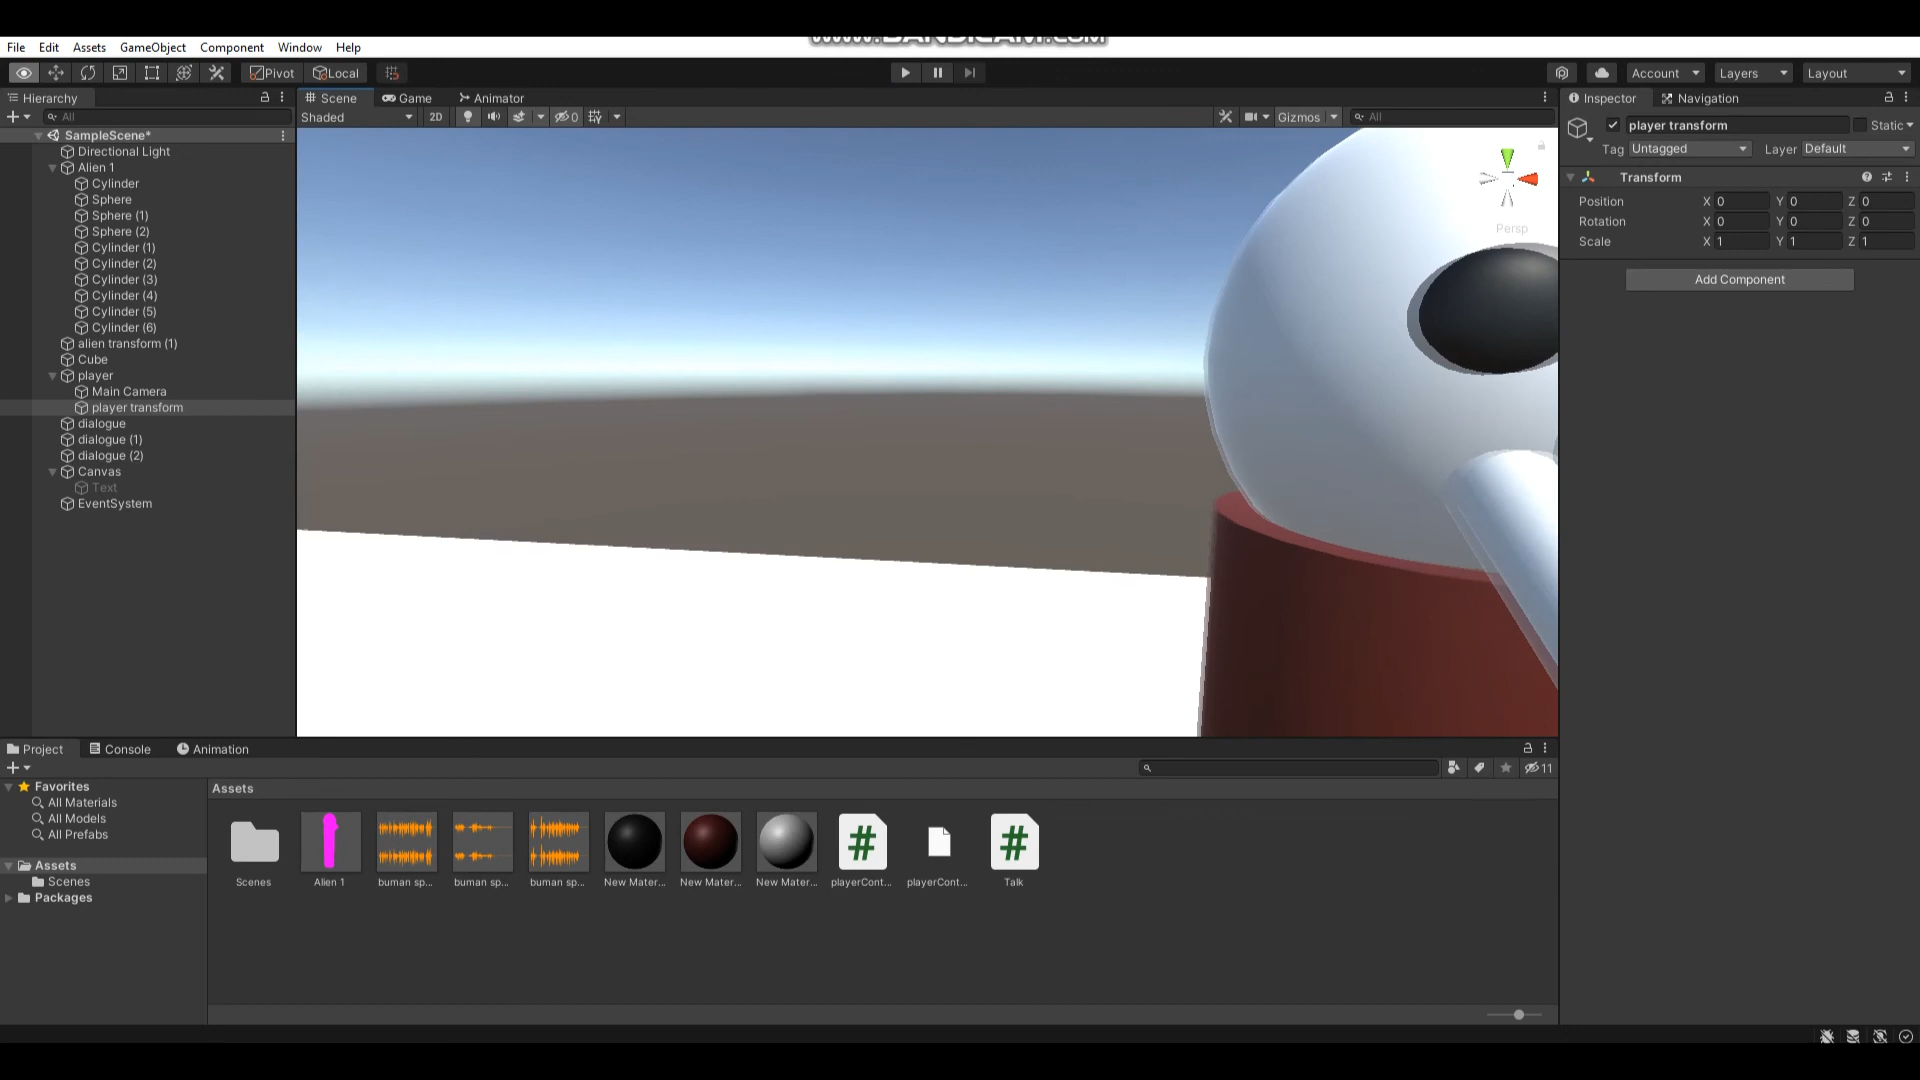 www.BANDICAM.com
File Edit Assets GameObject Component Window Help
Pivot Local Account Layers Layout
Hierarchy
All
SampleScene*
Directional Light
Alien 1
Cylinder
Sphere
Sphere (1)
Sphere (2)
Cylinder (1)
Cylinder (2)
Cylinder (3)
Cylinder (4)
Cylinder (5)
Cylinder (6)
alien transform (1)
Cube
player
Main Camera
player transform
dialogue
dialogue (1)
dialogue (2)
Canvas
Text
EventSystem
Scene Game Animator
Shaded 2D 0 Gizmos All
Persp
Inspector Navigation
player transform Static
Tag Untagged Layer Default
Transform
Position X 0 Y 0 Z 0
Rotation X 0 Y 0 Z 0
Scale X 1 Y 1 Z 1
Add Component
Project Console Animation
11
Favorites
All Materials
All Models
All Prefabs
Assets
Scenes
Packages
Assets
Scenes Alien 1 buman sp... buman sp... buman sp... New Mater... New Mater... New Mater... playerCont... playerCont... Talk